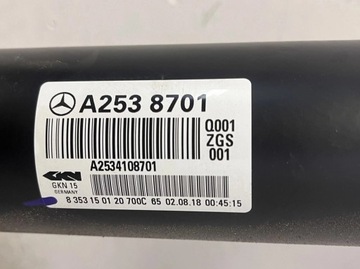 A253 8701
Q001
ZGS
001
A2534108701
GKN
GKN 15
GERMANY
8 353 15 01 20 700C 65 02.08.18 00:45:15